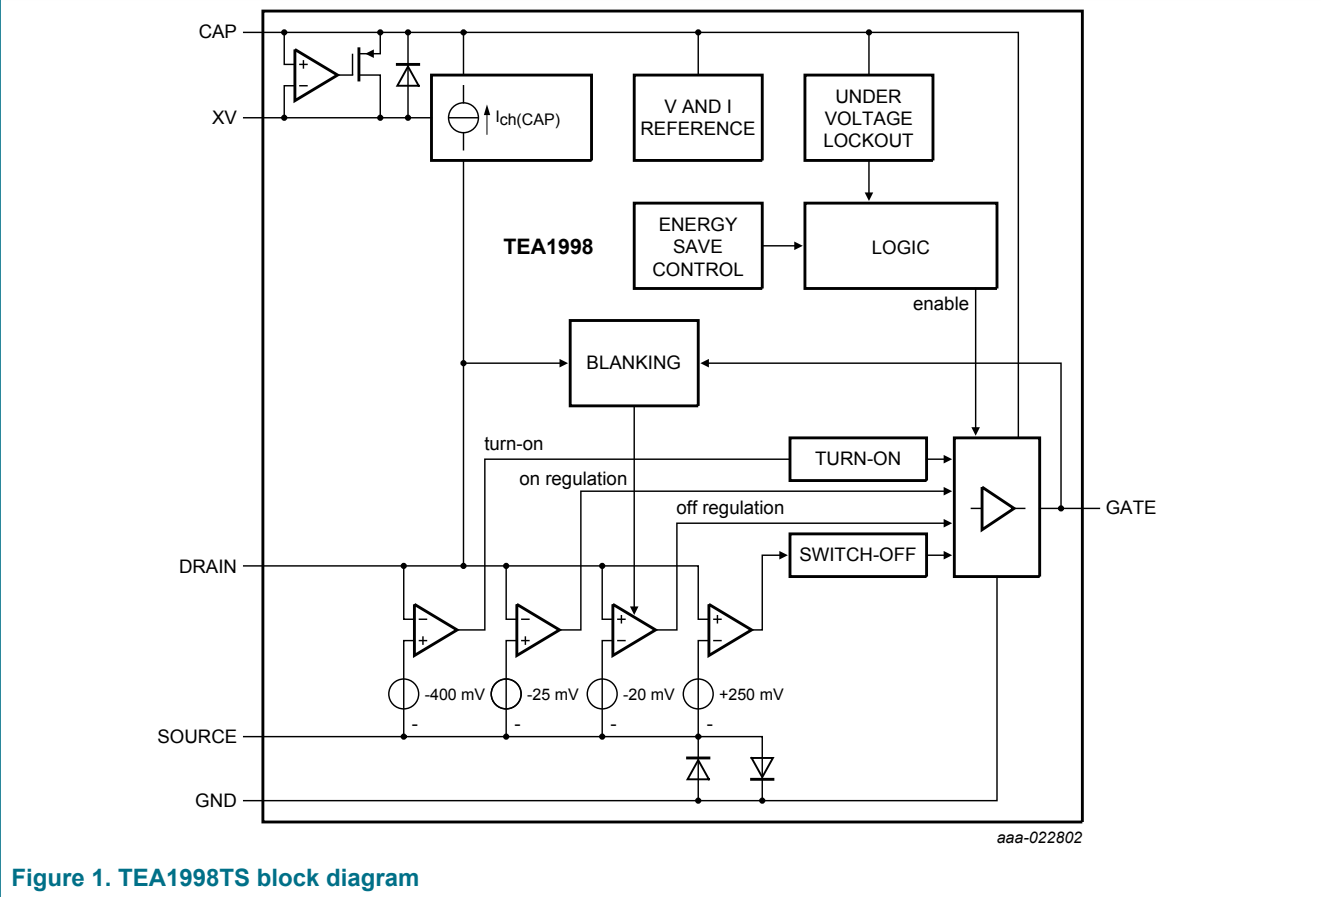 CAP
XV
+
−
Ich(CAP)
V AND I
REFERENCE
UNDER
VOLTAGE
LOCKOUT
TEA1998
ENERGY
SAVE
CONTROL
LOGIC
enable
BLANKING
turn-on
TURN-ON
on regulation
off regulation
GATE
SWITCH-OFF
DRAIN
− − + +
+ + − −
-400 mV -25 mV -20 mV +250 mV
- - - -
SOURCE
GND
aaa-022802
Figure 1. TEA1998TS block diagram